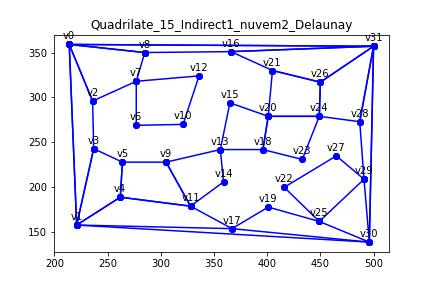 Quadrilate_15_Indirect1_nuvem2_Delaunay
v0
v31
v8
v16
350
v21
v12
v7
v26
300
v2
v15
v20
v24
v28
v10
v6
250
v3
v13
v18
v5
v9
v23
v27
v14
v22
v29
200
v4
v11
v19
v25
v1
v17
150
v30
200
250
300
350
400
450
500